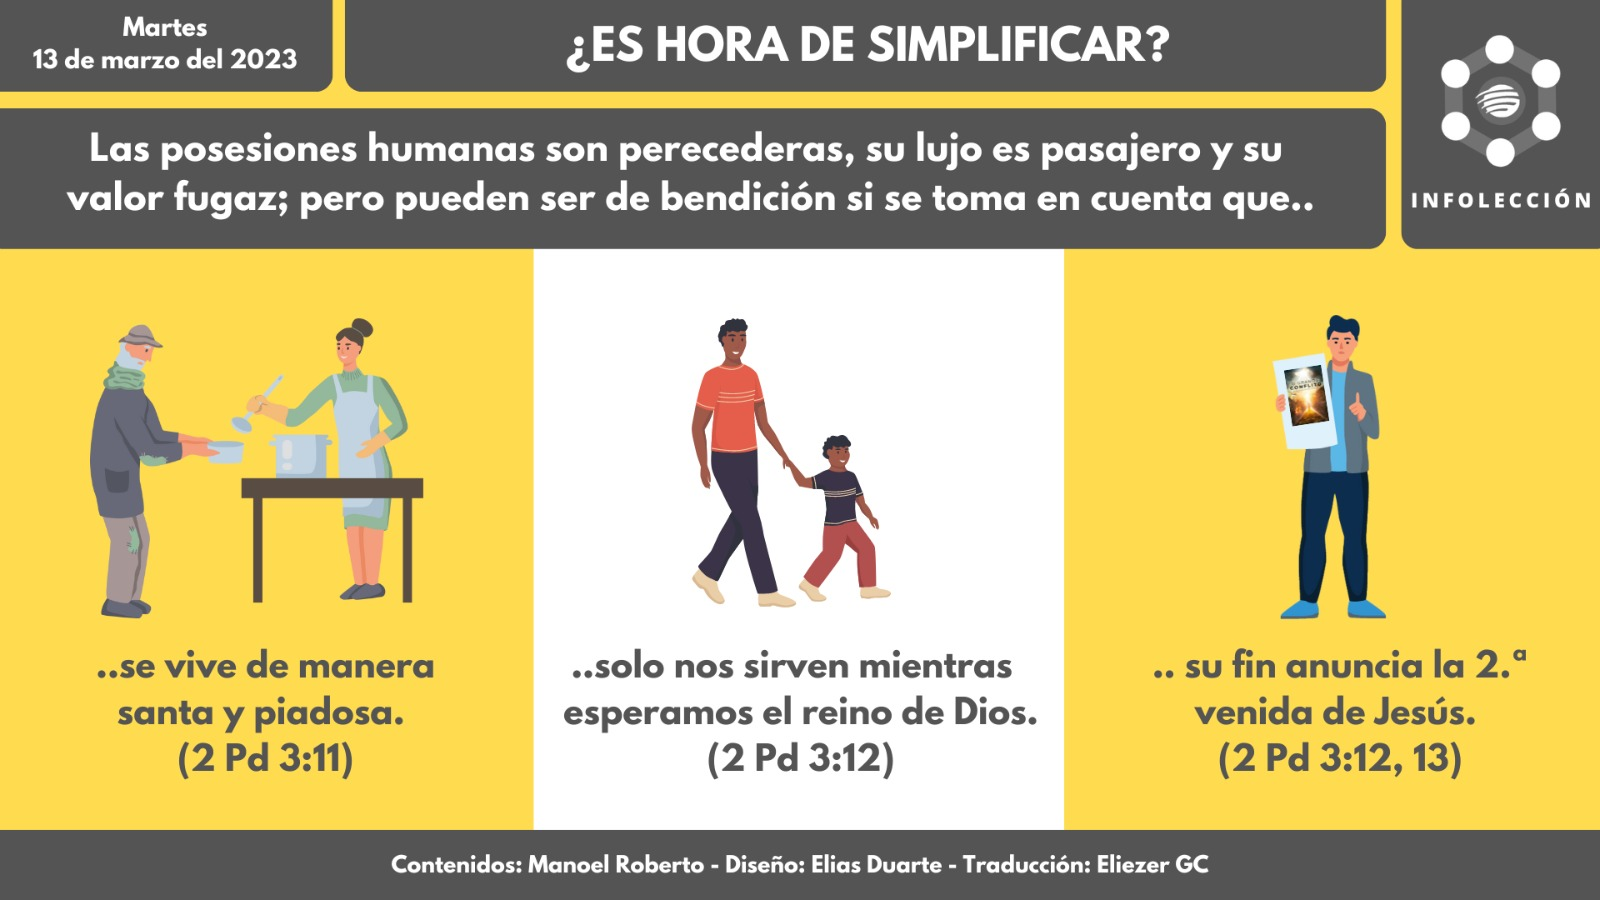 Martes
13 de marzo del 2023
¿ES HORA DE SIMPLIFICAR?
INFOLECCIÓN
Las posesiones humanas son perecederas, su lujo es pasajero y su
valor fugaz; pero pueden ser de bendición si se toma en cuenta que..
CONFLICTO
..se vive de manera
santa y piadosa.
(2 Pd 3:11)
..solo nos sirven mientras
esperamos el reino de Dios.
(2 Pd 3:12)
.. su fin anuncia la 2.ª
venida de Jesús.
(2 Pd 3:12, 13)
Contenidos: Manoel Roberto - Diseño: Elias Duarte - Traducción: Eliezer GC